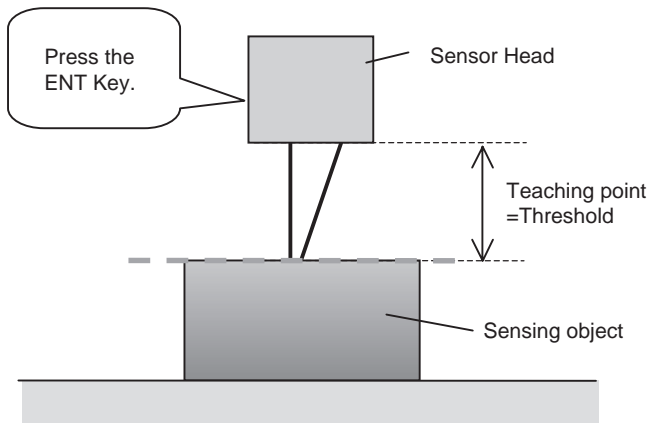 Press the
ENT Key.
Sensor Head
Teaching point
=Threshold
Sensing object